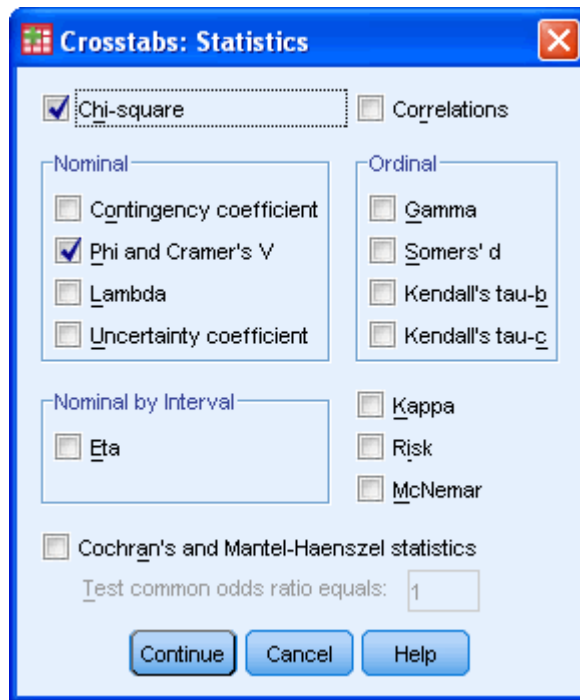 Crosstabs: Statistics
Chi-square
Correlations
Nominal
Contingency coefficient
Phi and Cramer's V
Lambda
Uncertainty coefficient
Ordinal
Gamma
Somers' d
Kendall's tau-b
Kendall's tau-c
Nominal by Interval
Eta
Kappa
Risk
McNemar
Cochran's and Mantel-Haenszel statistics
Test common odds ratio equals: 1
Continue Cancel Help